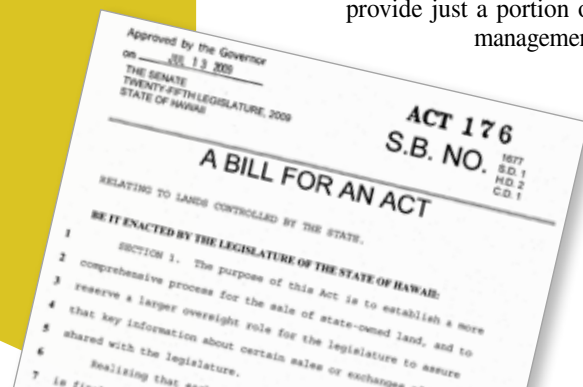 provide just a portion
management
Approved by the Governor
on JUL 13 2009
THE SENATE
TWENTY-FIFTH LEGISLATURE, 2009
STATE OF HAWAII
ACT 176
S.B. NO. 1677
S.D. 1
H.D. 2
C.D. 1
A BILL FOR AN ACT
RELATING TO LANDS CONTROLLED BY THE STATE.
BE IT ENACTED BY THE LEGISLATURE OF THE STATE OF HAWAII:
1 SECTION 1. The purpose of this Act is to establish a more
2 comprehensive process for the sale of state-owned land, and to
3 reserve a larger oversight role for the legislature to assure
4 that key information about certain sales or exchanges
5 shared with the legislature.
6 Realizing that
7 is